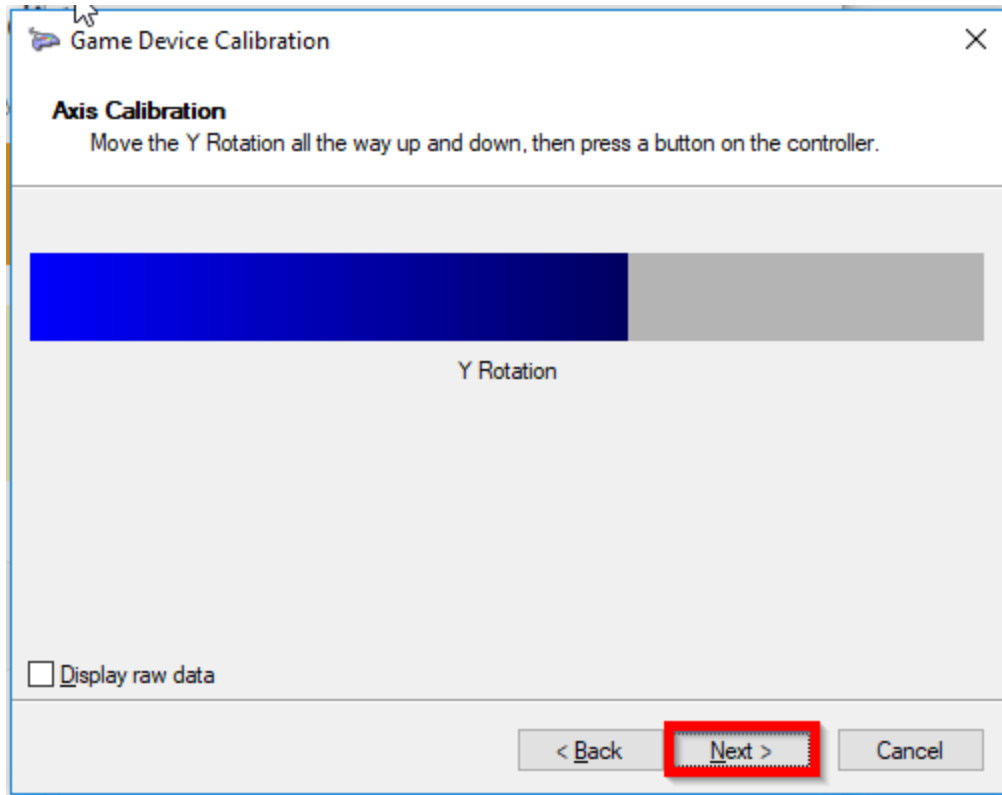 Game Device Calibration
Axis Calibration
Move the Y Rotation all the way up and down, then press a button on the controller.
Y Rotation
Display raw data
< Back
Next >
Cancel